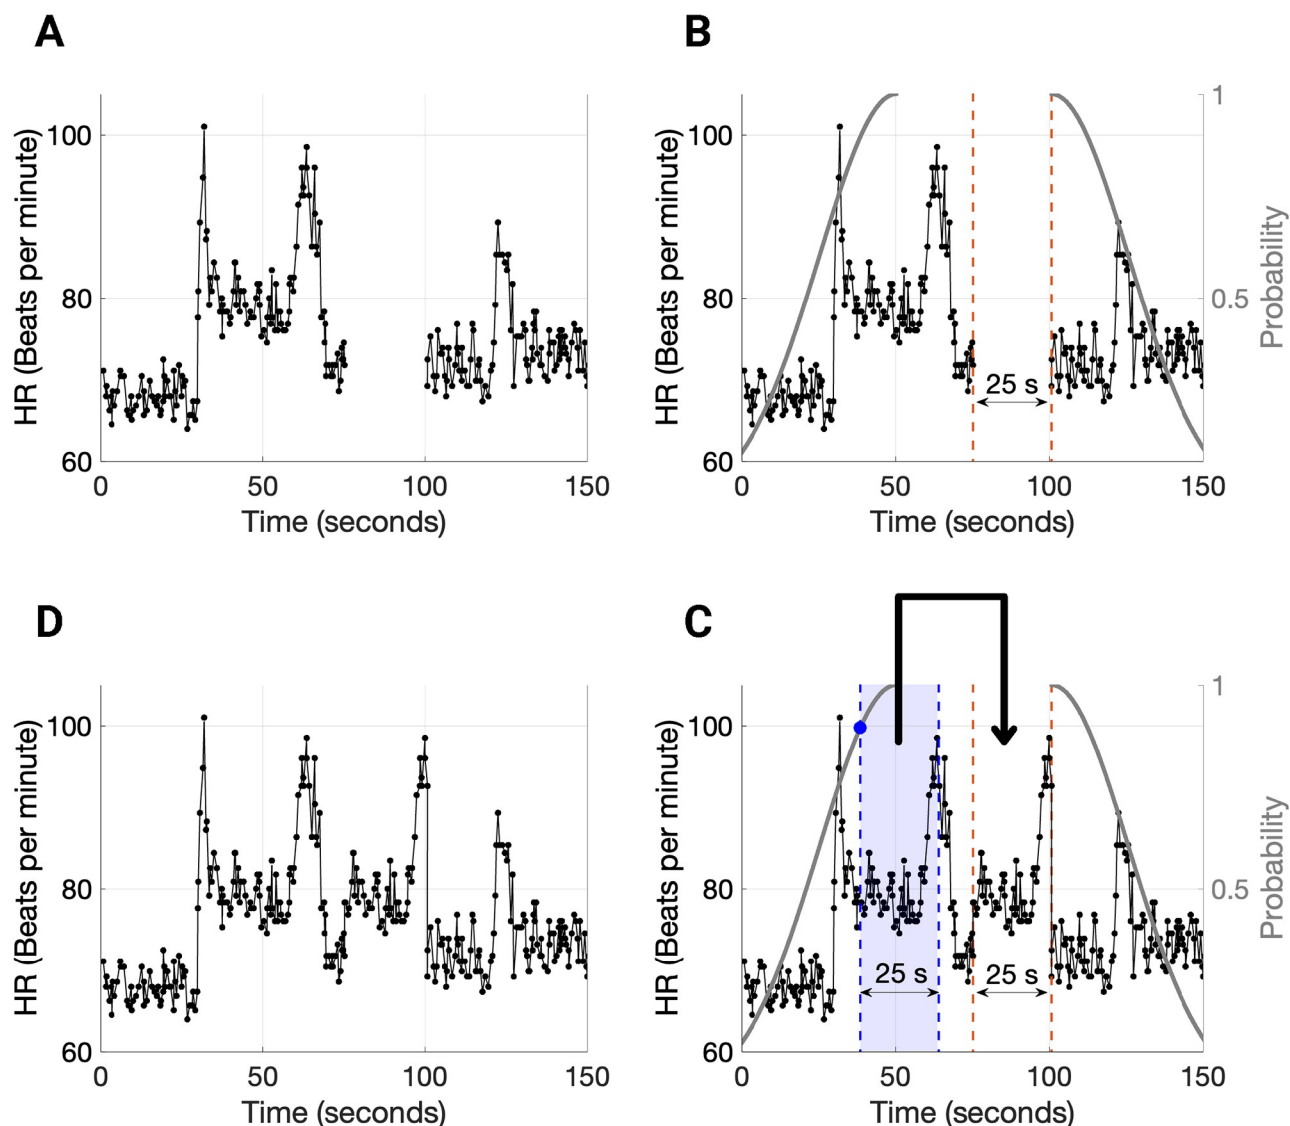 A
HR (Beats per minute)
100
80
60
0
50
100
150
Time (seconds)
B
HR (Beats per minute)
100
80
60
25 s
1
0.5
Probability
0
50
100
150
Time (seconds)
D
HR (Beats per minute)
100
80
60
0
50
100
150
Time (seconds)
C
HR (Beats per minute)
100
80
60
25 s
25 s
1
0.5
Probability
0
50
100
150
Time (seconds)